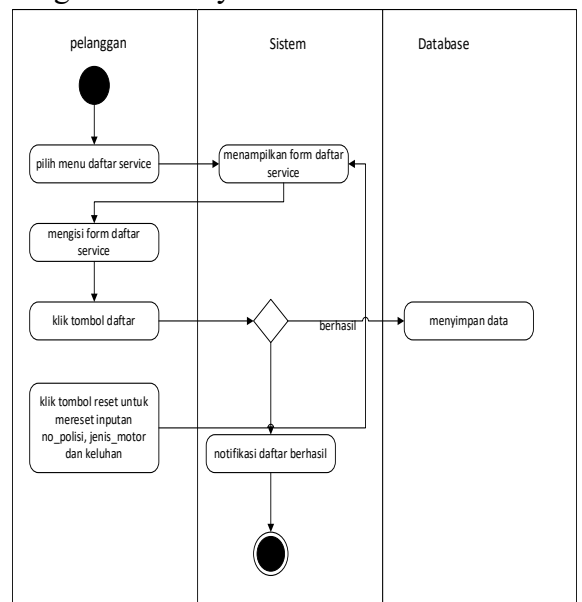 pelanggan
Sistem
Database
pilih menu daftar service
menampilkan form daftar
service
mengisi form daftar
service
klik tombol daftar
berhasil
menyimpan data
klik tombol reset untuk
mereset inputan
no_polisi, jenis_motor
dan keluhan
notifikasi daftar berhasil